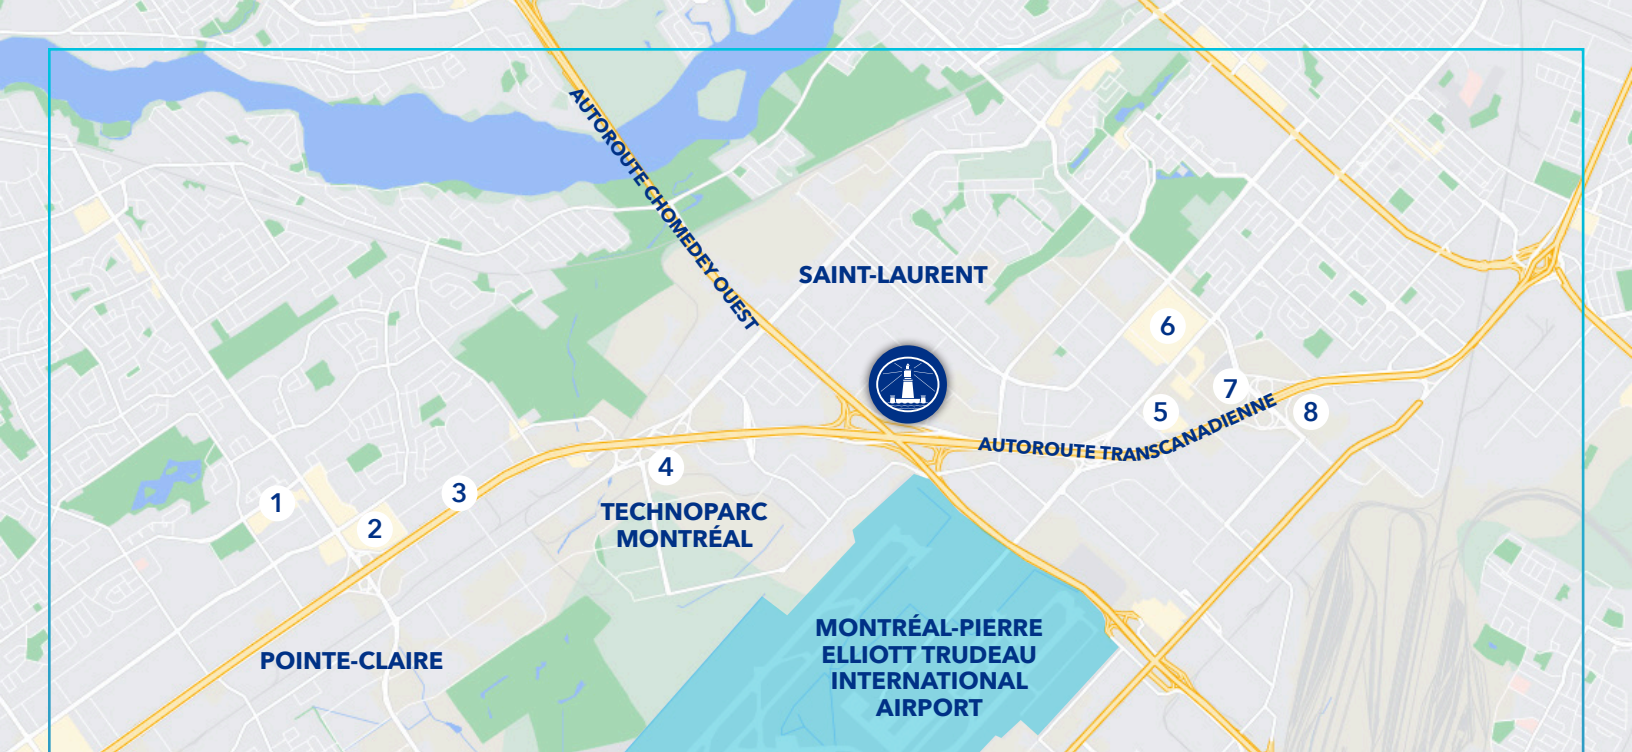 AUTOROUTE CHOMEDEY OUEST
SAINT-LAURENT
6
7
5
8
AUTOROUTE TRANSCANADIENNE
4
3
1
2
TECHNOPARC
MONTRÉAL
MONTRÉAL-PIERRE
ELLIOTT TRUDEAU
INTERNATIONAL
AIRPORT
POINTE-CLAIRE